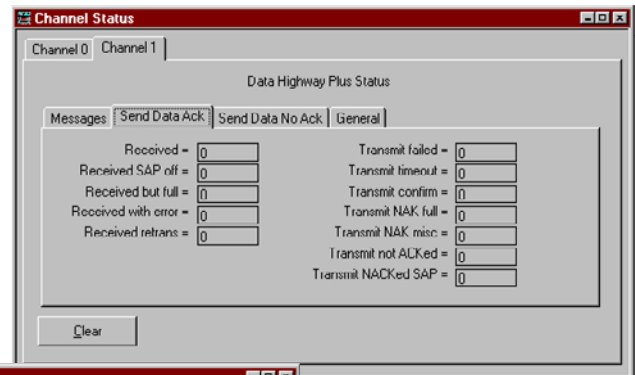 Channel Status
Channel 0 Channel 1
Data Highway Plus Status
Messages Send Data Ack Send Data No Ack General
Received = 0
Received SAP off = 0
Received but full = 0
Received with error = 0
Received retrans = 0
Transmit failed = 0
Transmit timeout = 0
Transmit confirm = 0
Transmit NAK full = 0
Transmit NAK misc = 0
Transmit not ACKed = 0
Transmit NACKed SAP = 0
Clear